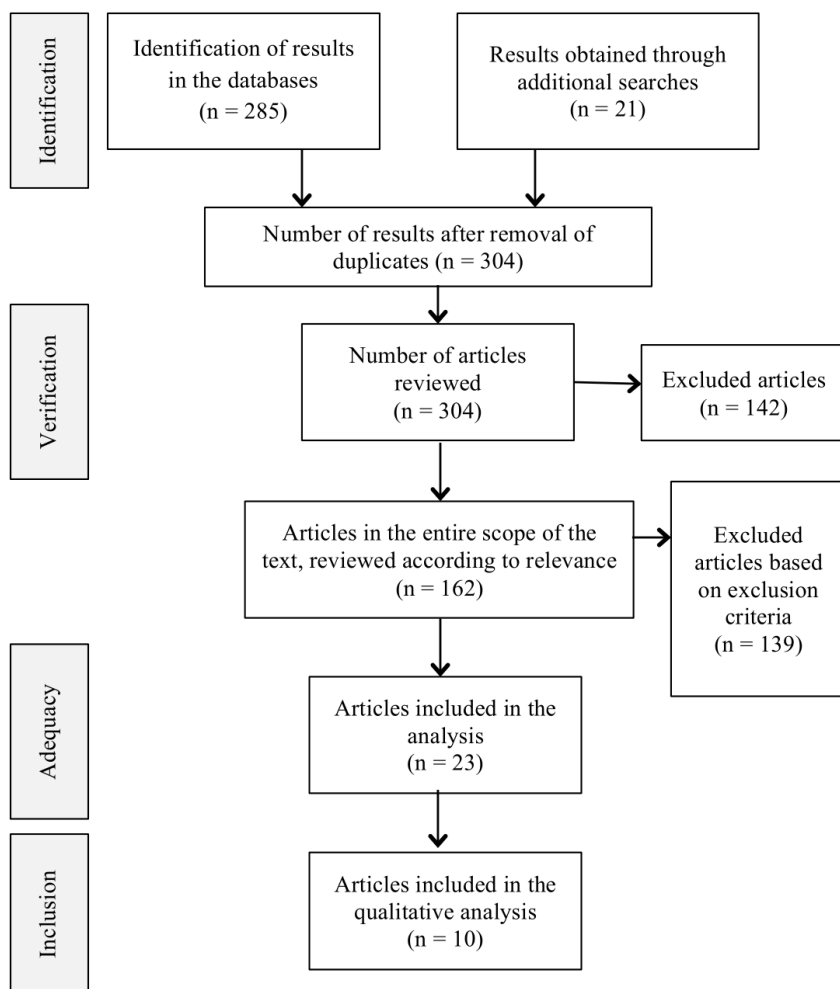 Identification
Identification of results
in the databases
(n = 285)
Results obtained through
additional searches
(n = 21)
Number of results after removal of
duplicates (n = 304)
Verification
Number of articles
reviewed
(n = 304)
Excluded articles
(n = 142)
Articles in the entire scope of the
text, reviewed according to relevance
(n = 162)
Excluded
articles based
on exclusion
criteria
(n = 139)
Adequacy
Articles included in the
analysis
(n = 23)
Inclusion
Articles included in the
qualitative analysis
(n = 10)